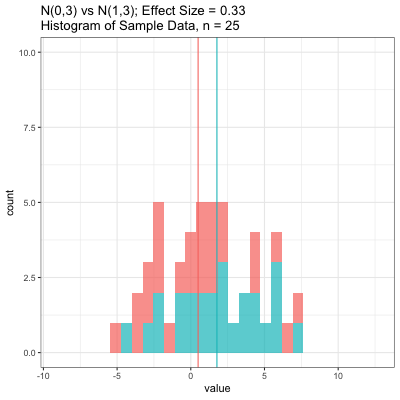 N(0,3) vs N(1,3); Effect Size = 0.33
Histogram of Sample Data, n = 25
10.0
7.5
5.0
2.5
0.0
count
-10
-5
0
5
10
value